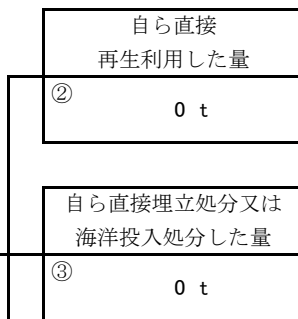 自ら直接
再生利用した量
②
0 t
自ら直接埋立処分又は
海洋投入処分した量
③
0 t